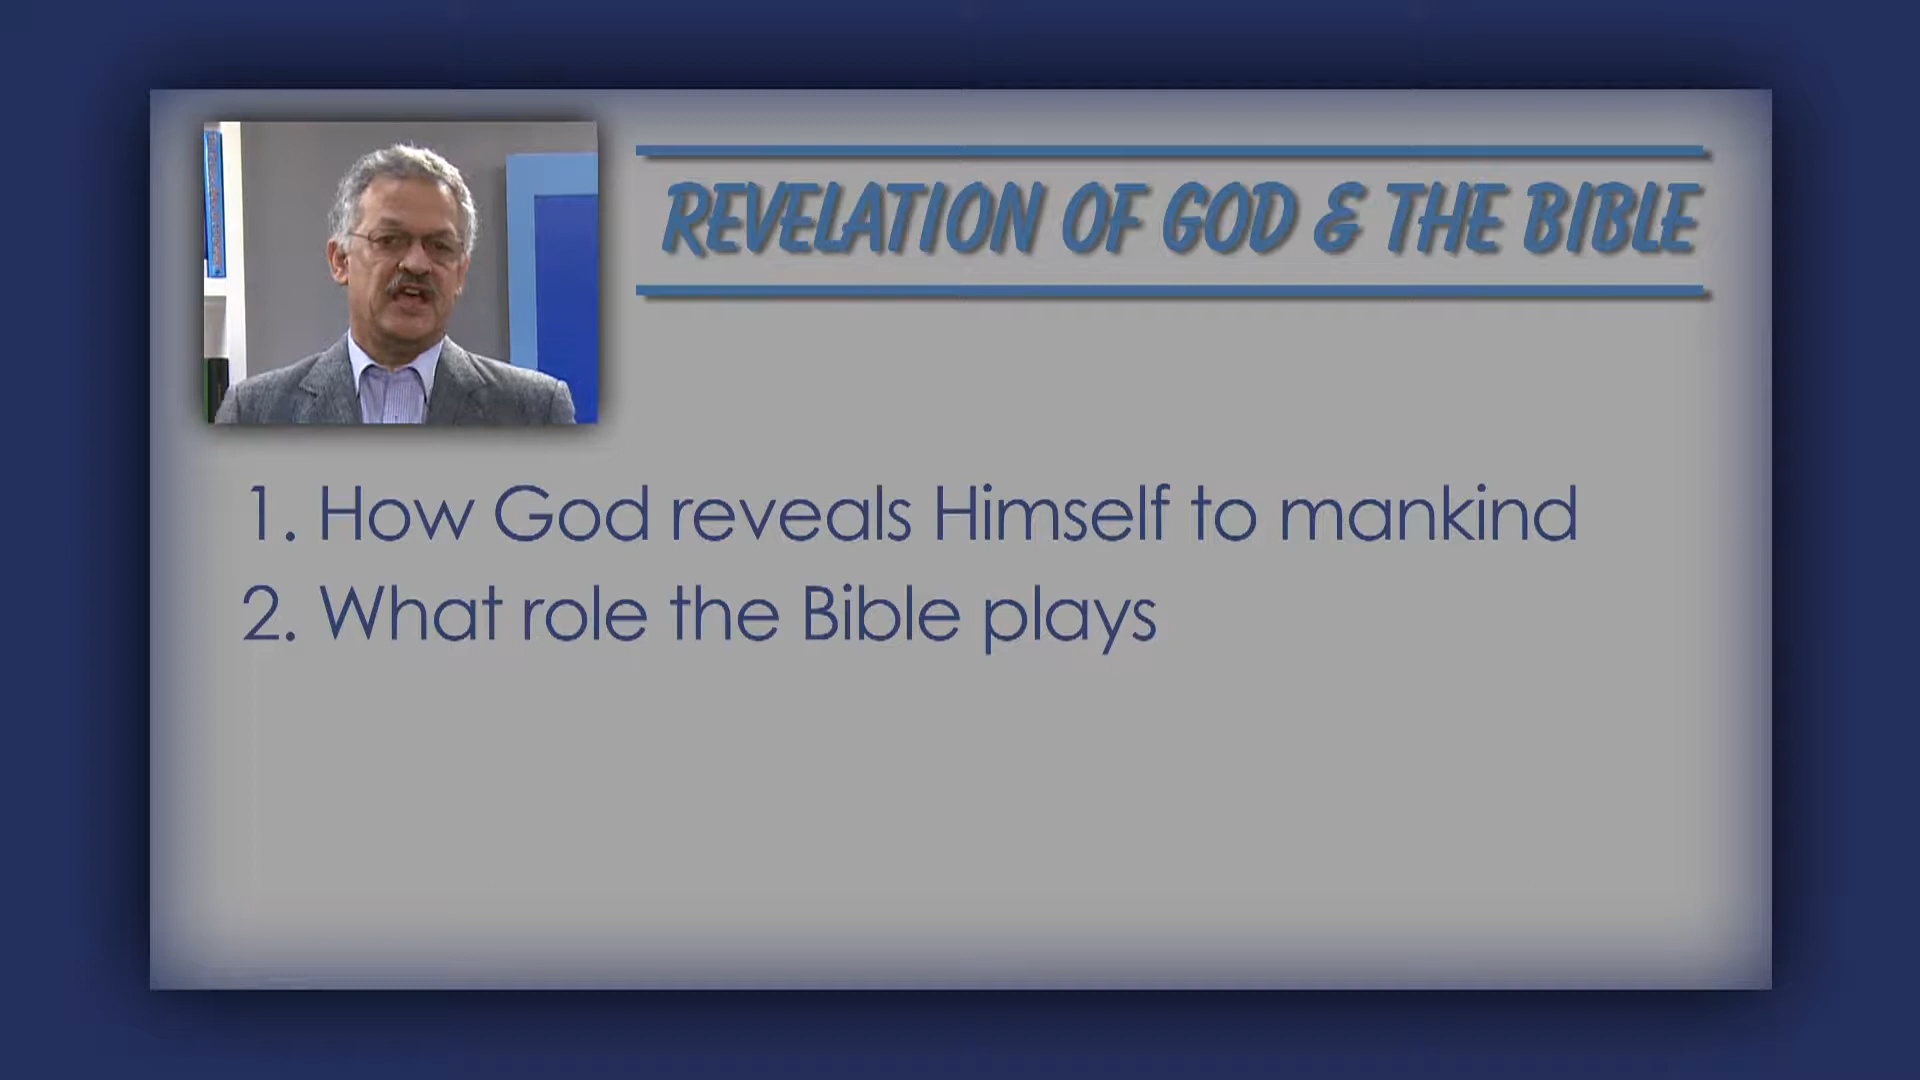 REVELATION OF GOD & THE BIBLE
1. How God reveals Himself to mankind
2. What role the Bible plays